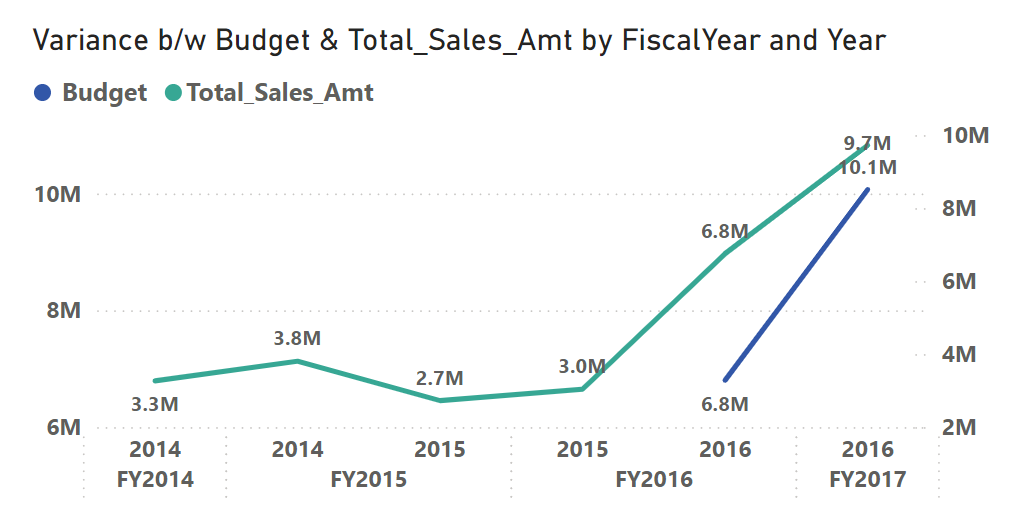 Variance b/w Budget & Total_Sales_Amt by FiscalYear and Year
Budget Total_Sales_Amt
10M
9.7M
10.1M
10M
8M
6.8M
6M
8M
3.8M
4M
3.0M
2.7M
3.3M
6.8M
6M
2M
2014 2014 2015 2015 2016 2016
FY2014 FY2015 FY2016 FY2017